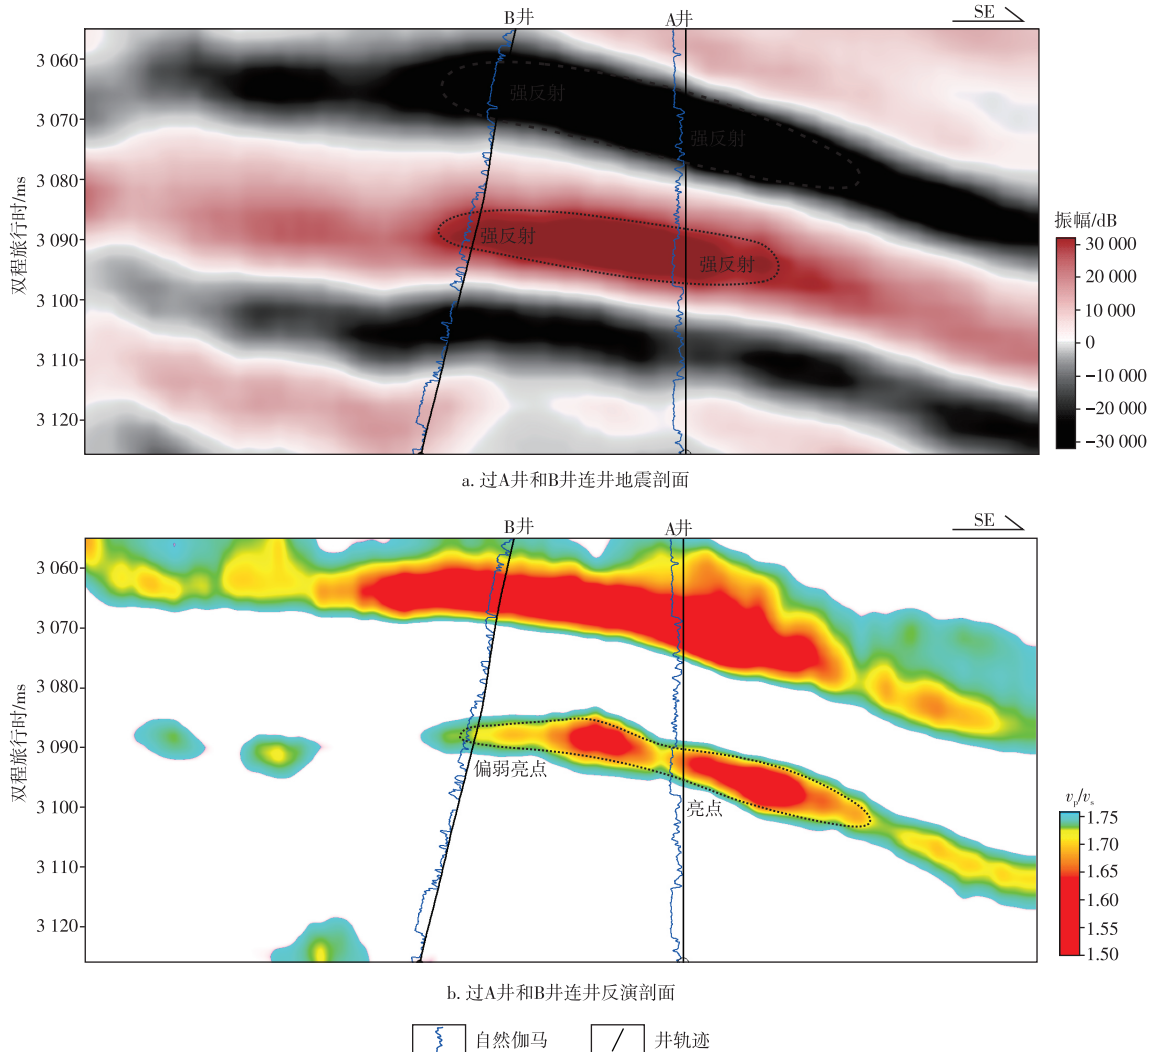 B井
A井
SE
3 060
强反射
3 070
强反射
3 080
双程旅行时/ms
3 090
强反射
强反射
3 100
3 110
3 120
振幅/dB
30 000
20 000
10 000
0
-10 000
-20 000
-30 000
a. 过A井和B井连井地震剖面
B井
A井
SE
3 060
3 070
3 080
双程旅行时/ms
3 090
偏弱亮点
3 100
亮点
3 110
3 120
vp/vs
1.75
1.70
1.65
1.60
1.55
1.50
b. 过A井和B井连井反演剖面
自然伽马
井轨迹